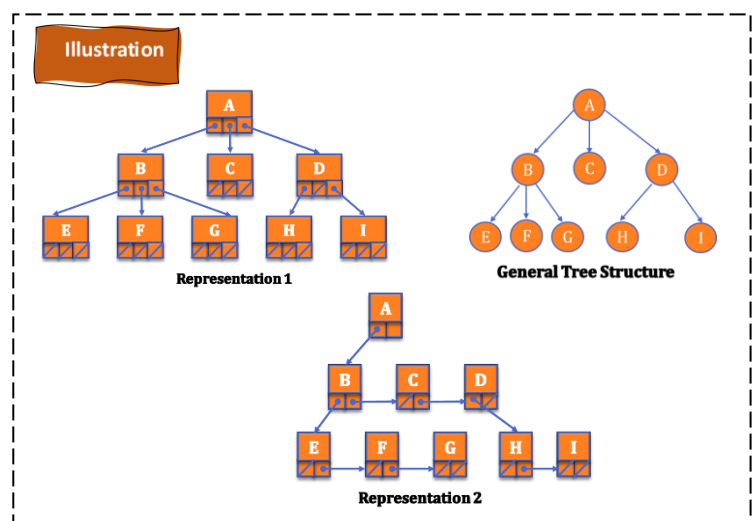 Illustration
A
B C D
E F G H I
Representation 1
A
B C D
E F G H I
General Tree Structure
A
B C D
E F G H I
Representation 2